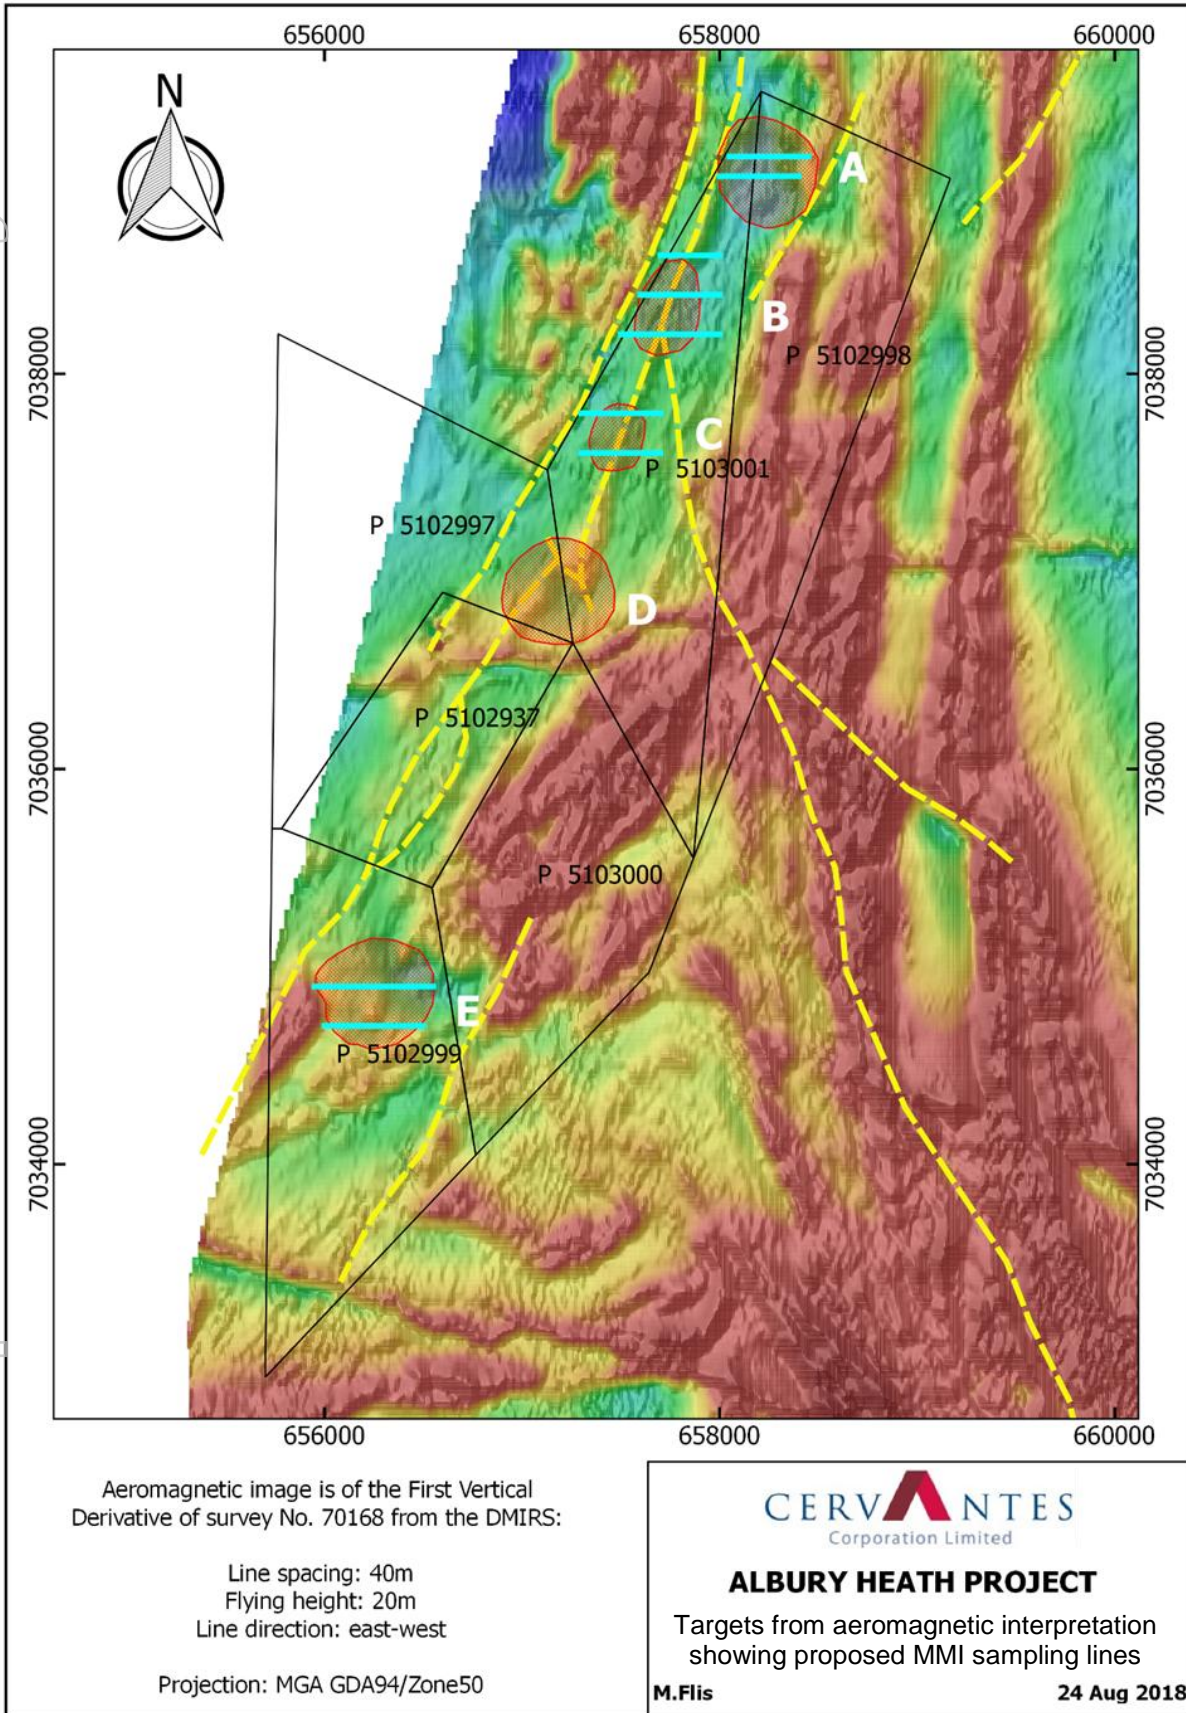 656000
658000
660000
N
A
B
P 5102998
7038000
7038000
C
P 5103001
P 5102997
D
P 5102937
7036000
7036000
P 5103000
E
P 5102999
7034000
7034000
656000
658000
660000
Aeromagnetic image is of the First Vertical
Derivative of survey No. 70168 from the DMIRS:
Line spacing: 40m
Flying height: 20m
Line direction: east-west
Projection: MGA GDA94/Zone50
CERVANTES
Corporation Limited
ALBURY HEATH PROJECT
Targets from aeromagnetic interpretation
showing proposed MMI sampling lines
M.Flis
24 Aug 2018